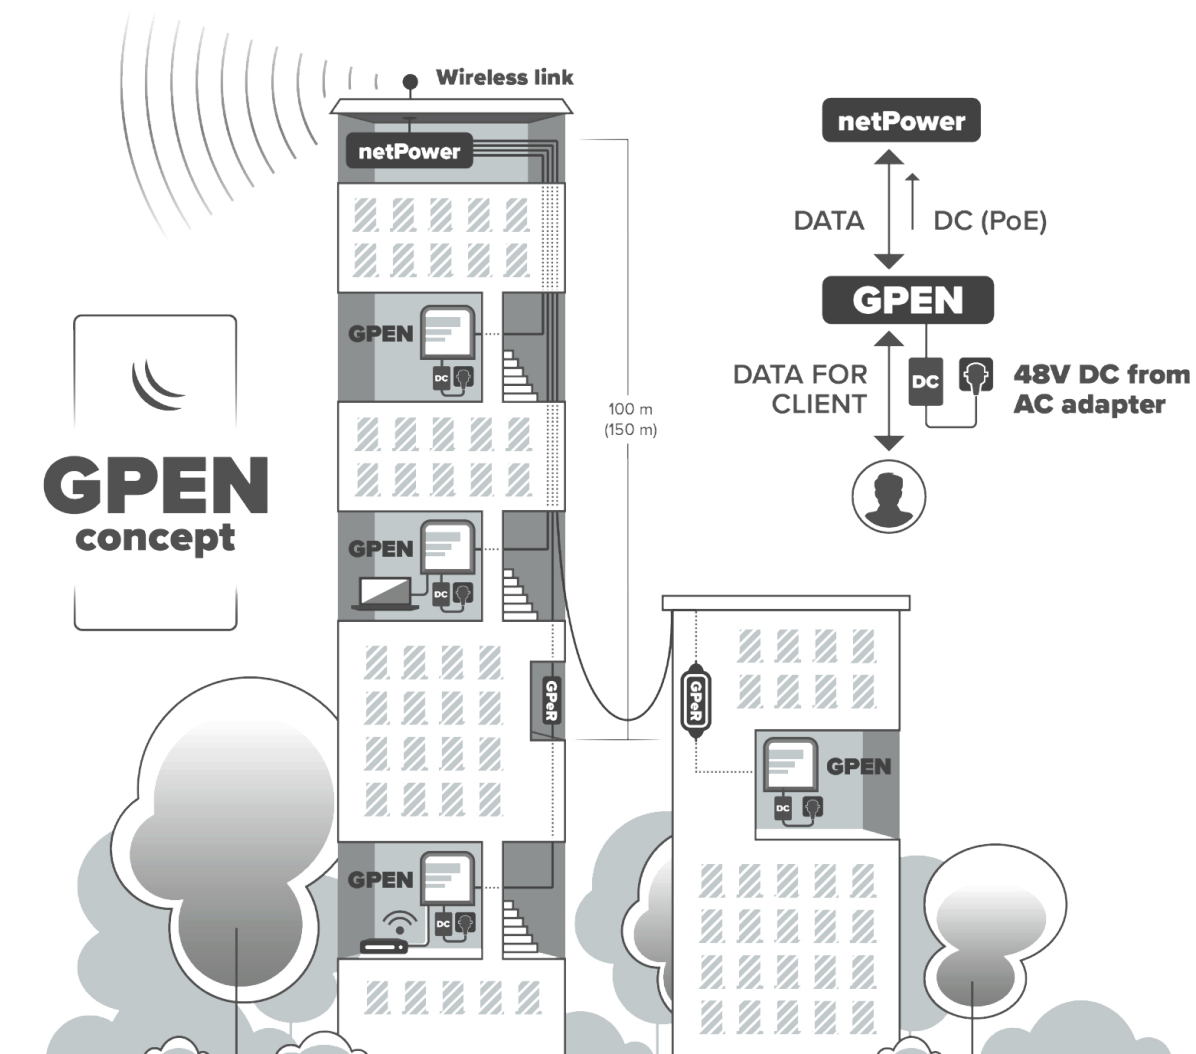 Wireless link
netPower
GPEN
DC
GPEN
concept
100 m
(150 m)
GPEN
DC
GPeR
GPEN
DC
GPeR
GPEN
DC
netPower
DATA
DC (PoE)
GPEN
DATA FOR
CLIENT
DC
48V DC from
AC adapter